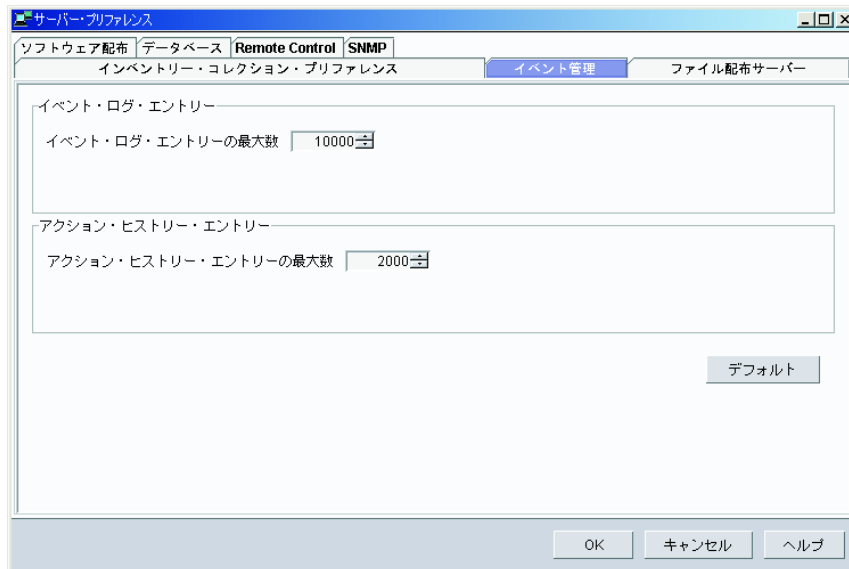 サーバー・プリファレンス
ソフトウェア配布 データベース Remote Control SNMP
インベントリー・コレクション・プリファレンス イベント管理 ファイル配布サーバー
イベント・ログ・エントリー
イベント・ログ・エントリーの最大数 10000
アクション・ヒストリー・エントリー
アクション・ヒストリー・エントリーの最大数 2000
デフォルト
OK キャンセル ヘルプ